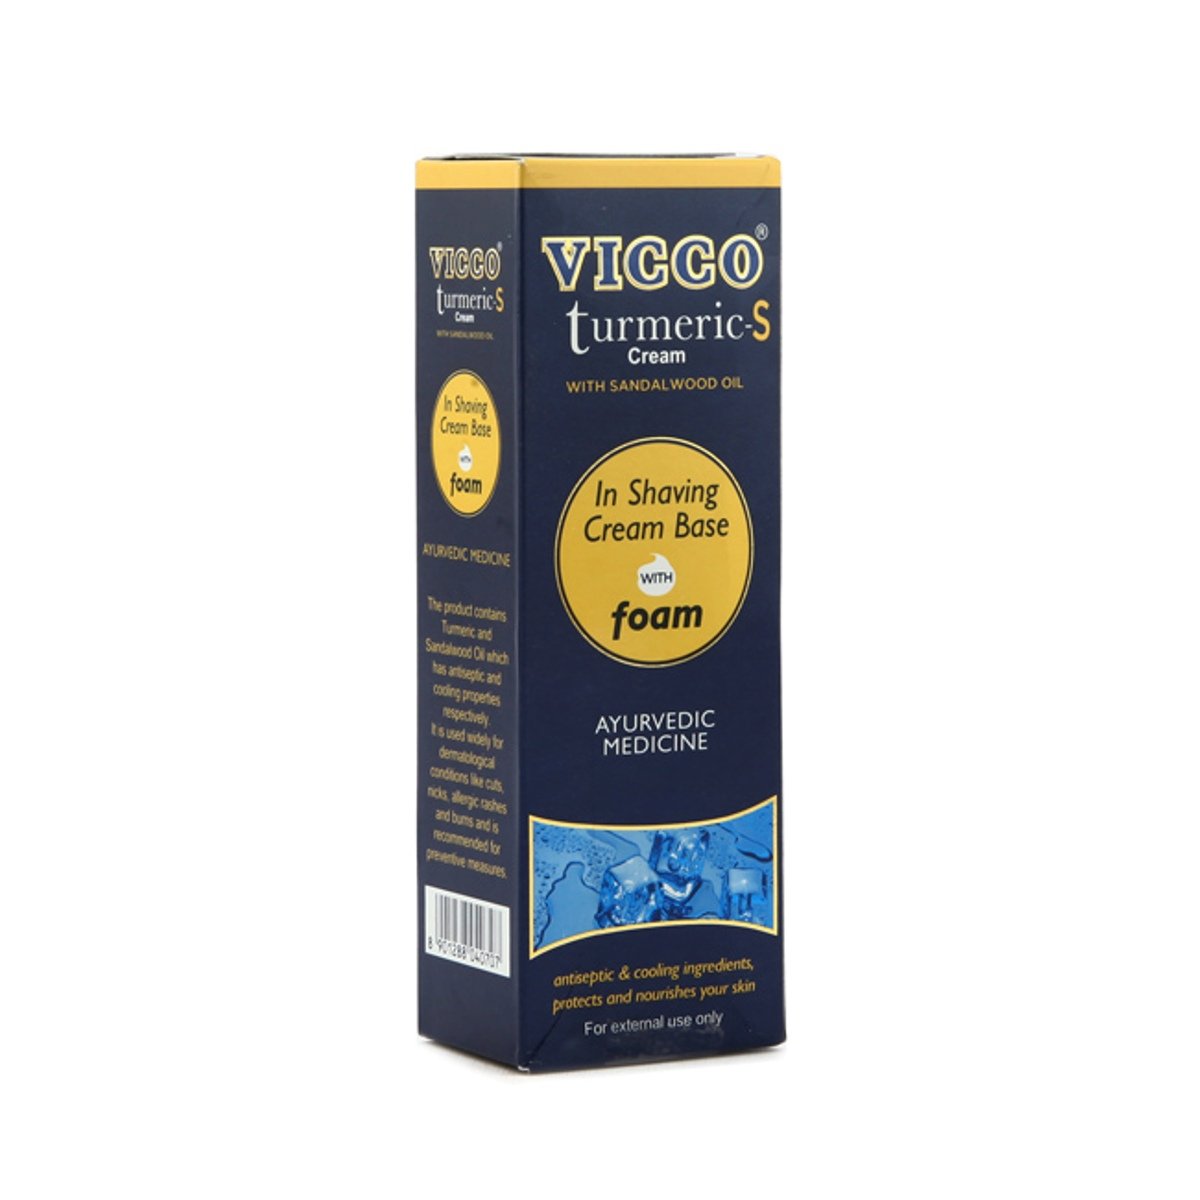 VICCO®
turmeric-S
Cream
WITH SANDALWOOD OIL
In Shaving
Cream Base
WITH
foam
AYURVEDIC MEDICINE
The product contains
Turmeric and
Sandalwood Oil which
has antiseptic and
cooling properties
respectively.
It is used widely for
dermatological
conditions like cuts,
nicks, allergic rashes
and burns and is
recommended for
preventive measures.
8 901288 040707
VICCO®
turmeric-S
Cream
WITH SANDALWOOD OIL
In Shaving
Cream Base
WITH
foam
AYURVEDIC
MEDICINE
antiseptic & cooling ingredients,
protects and nourishes your skin
For external use only